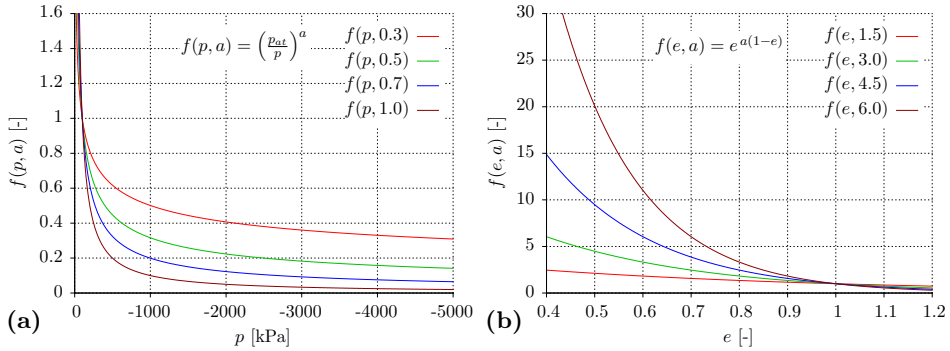 f(p, a) = (p_at/p)^a
f(p, 0.3)
f(p, 0.5)
f(p, 0.7)
f(p, 1.0)
1.6
1.4
1.2
1
0.8
0.6
0.4
0.2
0
f(p, a) [-]
0 -1000 -2000 -3000 -4000 -5000
(a) p [kPa]
f(e, a) = e^{a(1−e)}
f(e, 1.5)
f(e, 3.0)
f(e, 4.5)
f(e, 6.0)
30
25
20
15
10
5
0
f(e, a) [-]
0.4 0.5 0.6 0.7 0.8 0.9 1 1.1 1.2
(b) e [-]